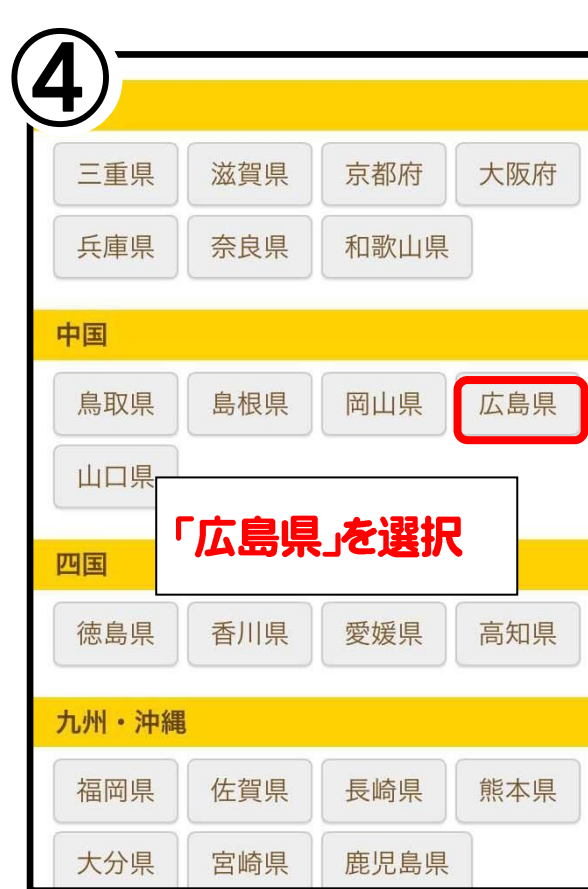 ④
三重県 滋賀県 京都府 大阪府
兵庫県 奈良県 和歌山県
中国
鳥取県 島根県 岡山県 広島県
山口県
「広島県」を選択
四国
徳島県 香川県 愛媛県 高知県
九州・沖縄
福岡県 佐賀県 長崎県 熊本県
大分県 宮崎県 鹿児島県